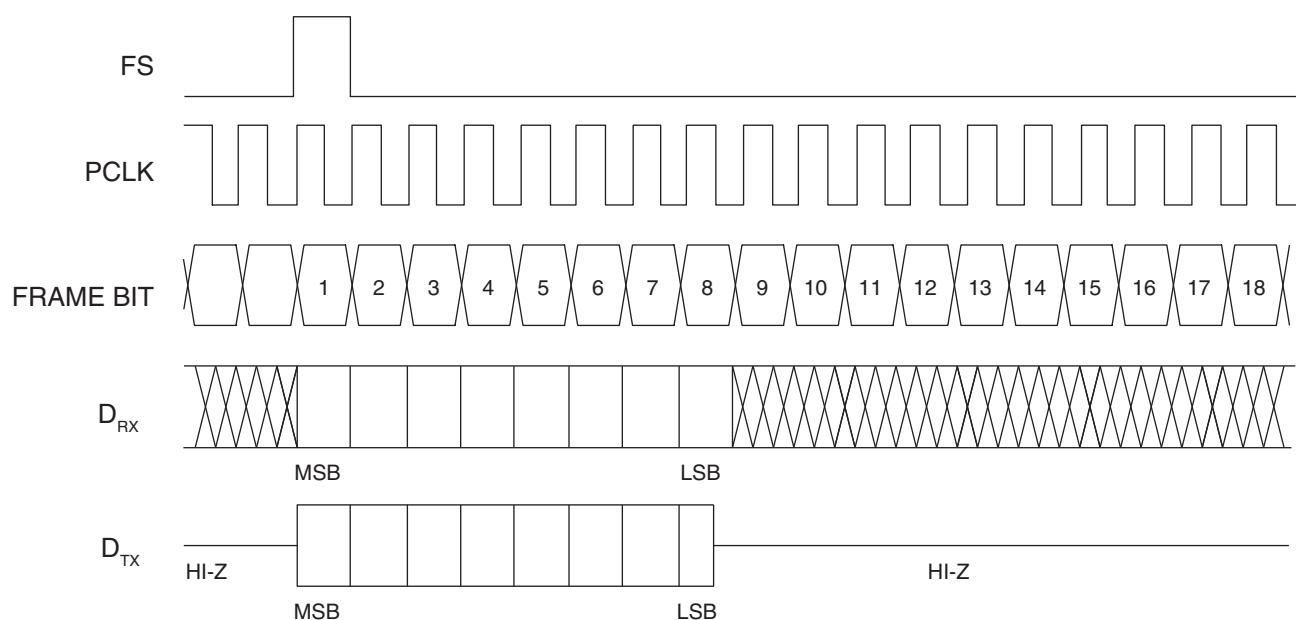 FS
PCLK
FRAME BIT 1 2 3 4 5 6 7 8 9 10 11 12 13 14 15 16 17 18
DRX
MSB LSB
DTX
HI-Z HI-Z
MSB LSB